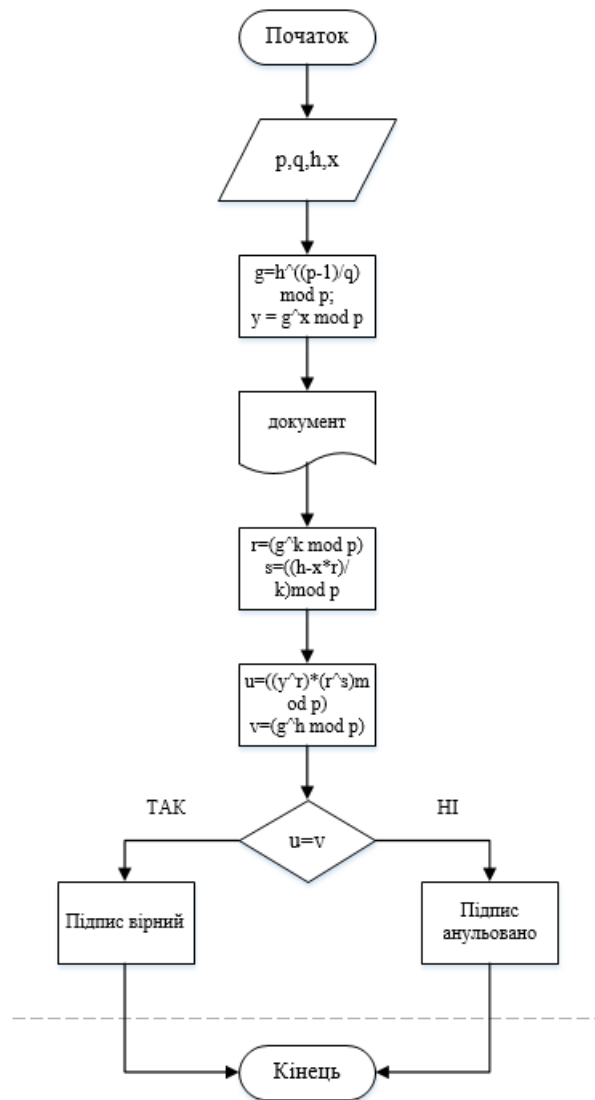 Початок
p,q,h,x
g=h^((p-1)/q)
mod p;
y = g^x mod p
документ
r=(g^k mod p)
s=((h-x*r)/
k)mod p
u=((y^r)*(r^s)m
od p)
v=(g^h mod p)
ТАК
НІ
u=v
Підпис вірний
Підпис
анульовано
Кінець